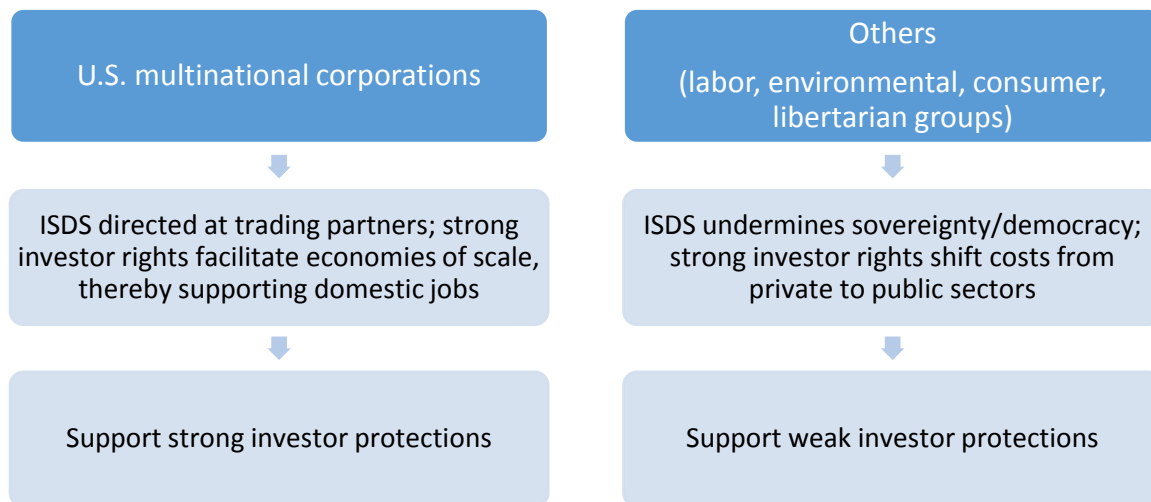 U.S. multinational corporations
ISDS directed at trading partners; strong
investor rights facilitate economies of scale,
thereby supporting domestic jobs
Support strong investor protections
Others
(labor, environmental, consumer,
libertarian groups)
ISDS undermines sovereignty/democracy;
strong investor rights shift costs from
private to public sectors
Support weak investor protections